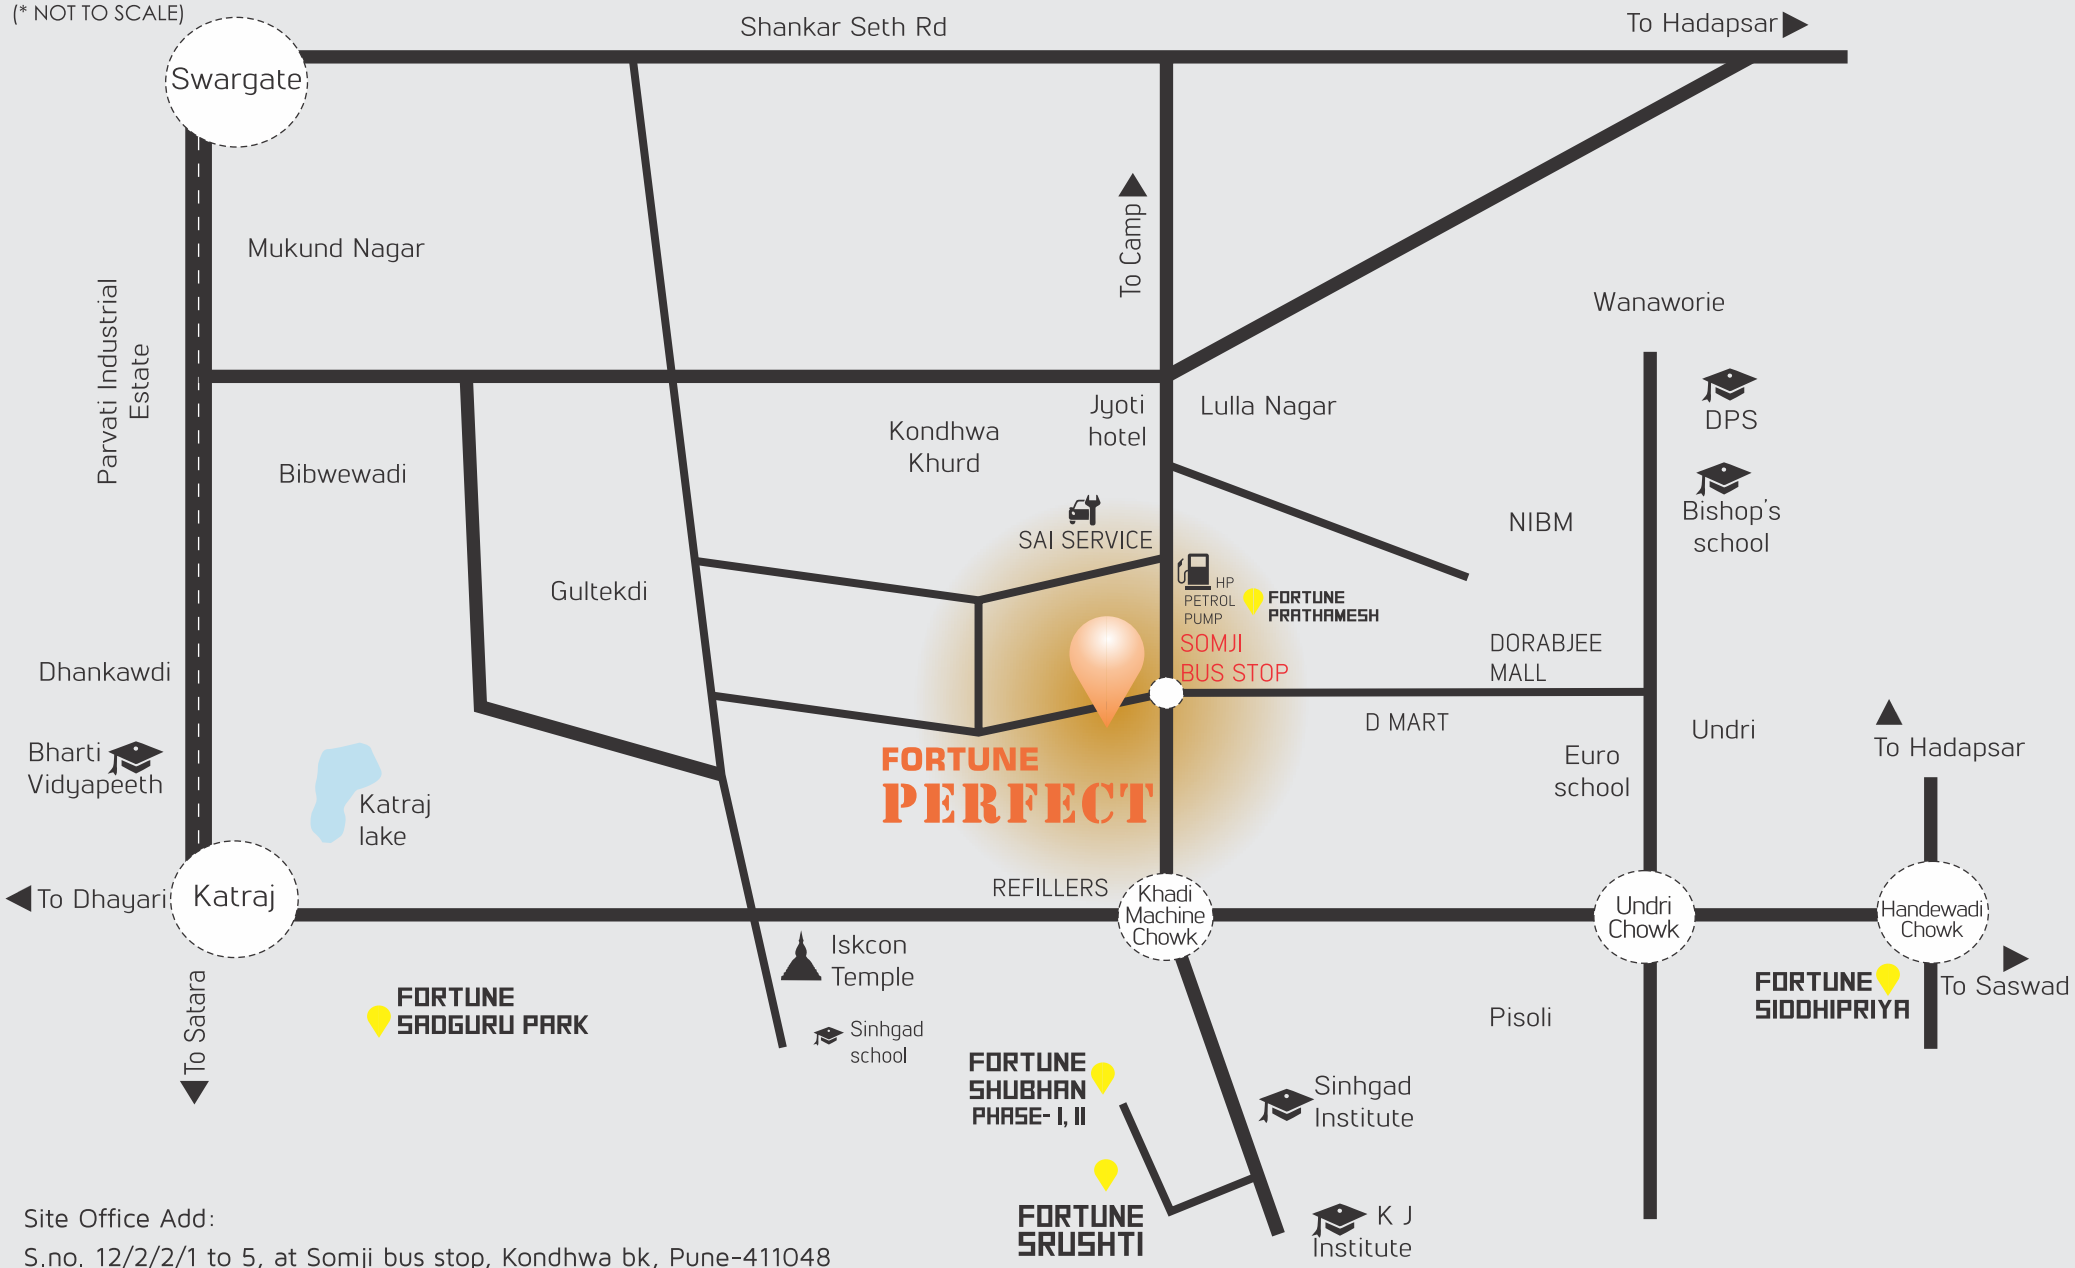 (* NOT TO SCALE)
Shankar Seth Rd
To Hadapsar
Swargate
To Camp
Mukund Nagar
Wanaworie
Parvati Industrial
Estate
Jyoti
hotel
Lulla Nagar
DPS
Kondhwa
Khurd
Bibwewadi
Bishop's
school
NIBM
SAI SERVICE
HP
PETROL
PUMP
FORTUNE
PRATHAMESH
Gultekdi
SOMJI
BUS STOP
DORABJEE
MALL
Dhankawdi
D MART
Undri
To Hadapsar
Bharti
Vidyapeeth
Euro
school
FORTUNE
PERFECT
Katraj
lake
To Dhayari
Katraj
REFILLERS
Khadi
Machine
Chowk
Undri
Chowk
Handewadi
Chowk
Iskcon
Temple
To Satara
FORTUNE
SADGURU PARK
FORTUNE
SIDDHIPRIYA
To Saswad
Pisoli
Sinhgad
school
FORTUNE
SHUBHAN
PHASE- I, II
Sinhgad
Institute
FORTUNE
SRUSHTI
K J
Institute
Site Office Add:
S.no. 12/2/2/1 to 5, at Somji bus stop, Kondhwa bk, Pune-411048